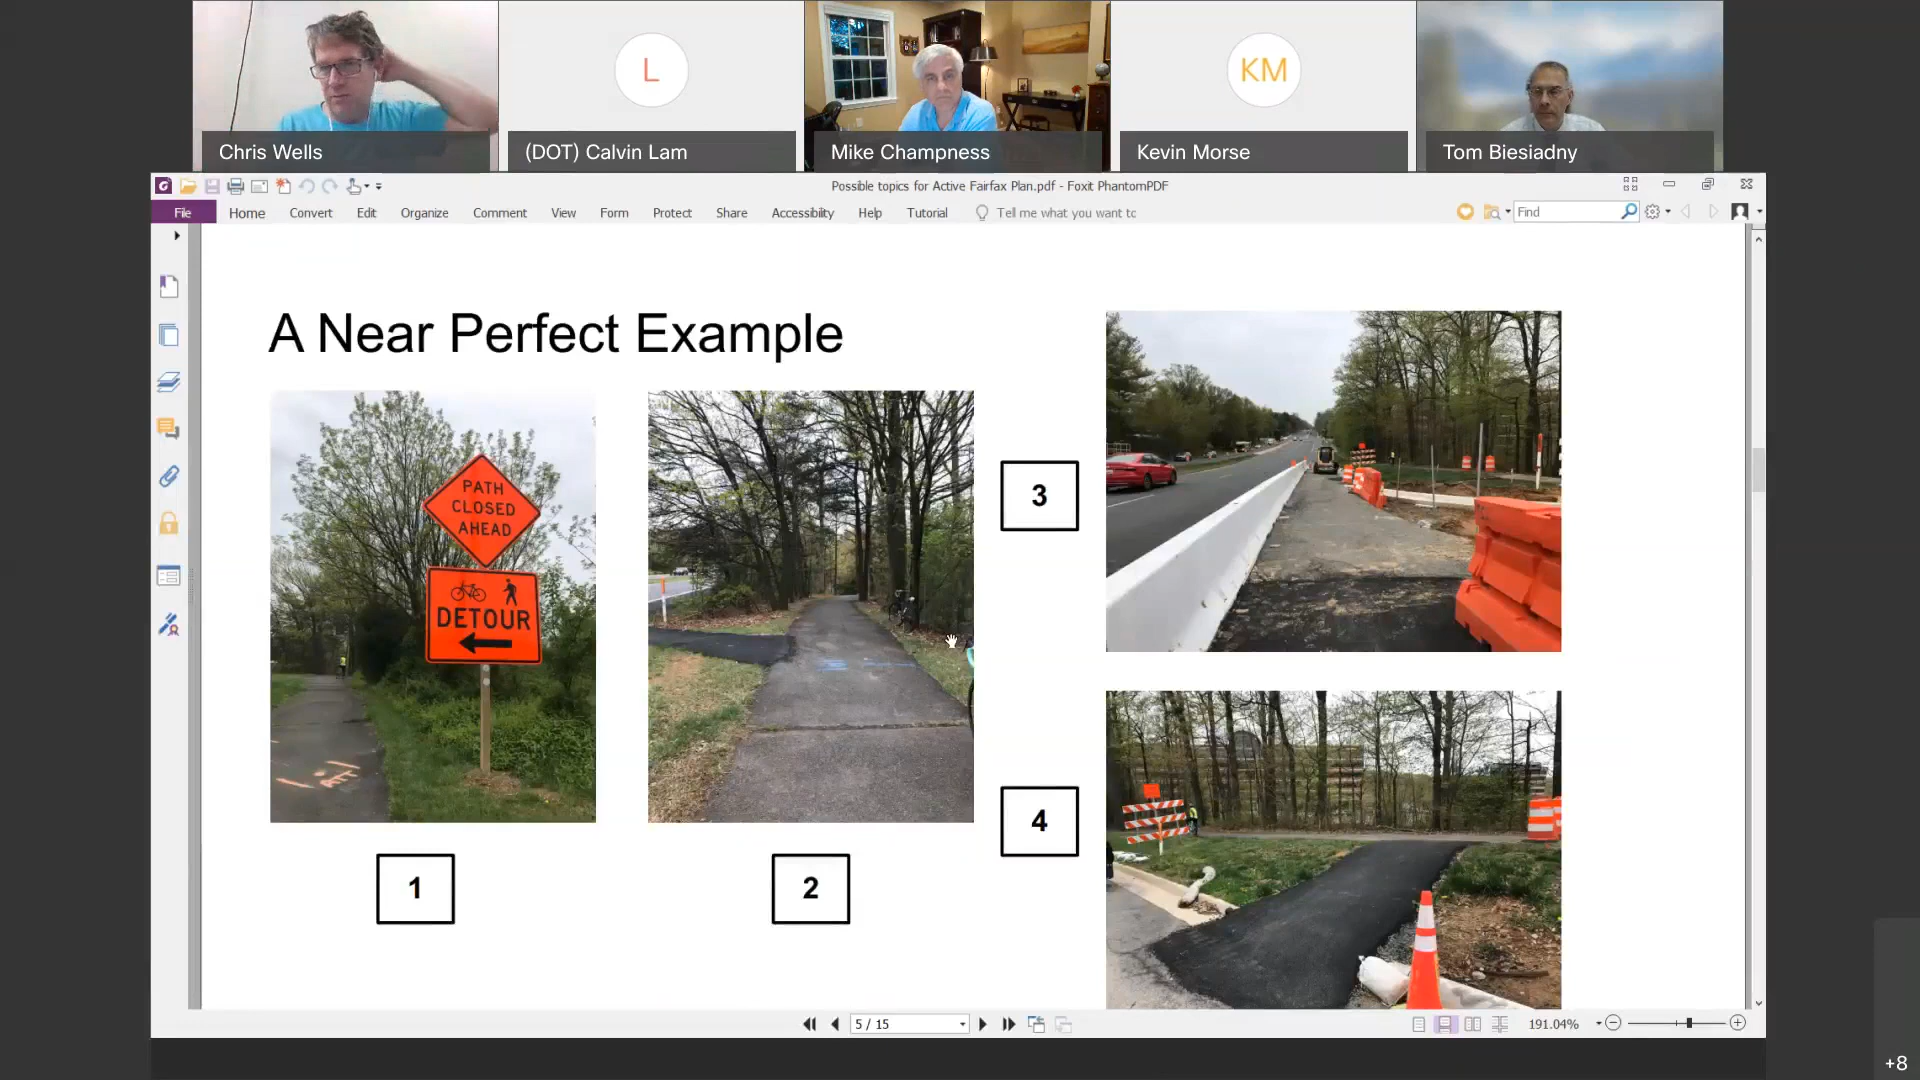 L
KM
Chris Wells
(DOT) Calvin Lam
Mike Champness
Kevin Morse
Tom Biesiadny
Possible topics for Active Fairfax Plan.pdf - Foxit PhantomPDF
File Home Convert Edit Organize Comment View Form Protect Share Accessibility Help Tutorial Tell me what you want tc Find
A Near Perfect Example
PATH
CLOSED
AHEAD
DETOUR
1
2
3
4
5 / 15
191.04%
+8